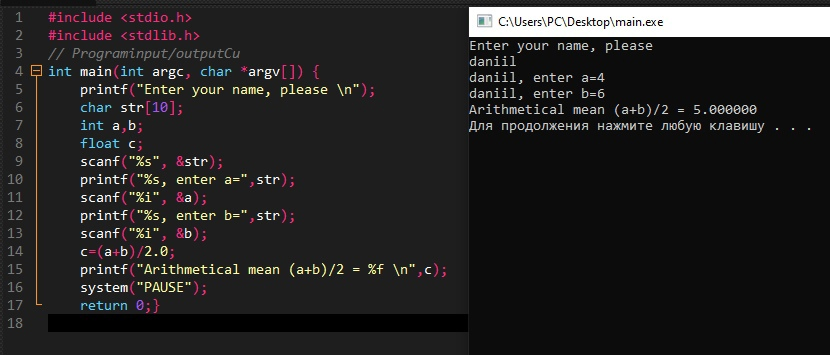 1 #include <stdio.h>
2 #include <stdlib.h>
3 // Programinput/outputCu
4 int main(int argc, char *argv[]) {
5 printf("Enter your name, please \n");
6 char str[10];
7 int a,b;
8 float c;
9 scanf("%s", &str);
10 printf("%s, enter a=",str);
11 scanf("%i", &a);
12 printf("%s, enter b=",str);
13 scanf("%i", &b);
14 c=(a+b)/2.0;
15 printf("Arithmetical mean (a+b)/2 = %f \n",c);
16 system("PAUSE");
17 return 0;}
18
C:\Users\PC\Desktop\main.exe
Enter your name, please
daniil
daniil, enter a=4
daniil, enter b=6
Arithmetical mean (a+b)/2 = 5.000000
Для продолжения нажмите любую клавишу . . .